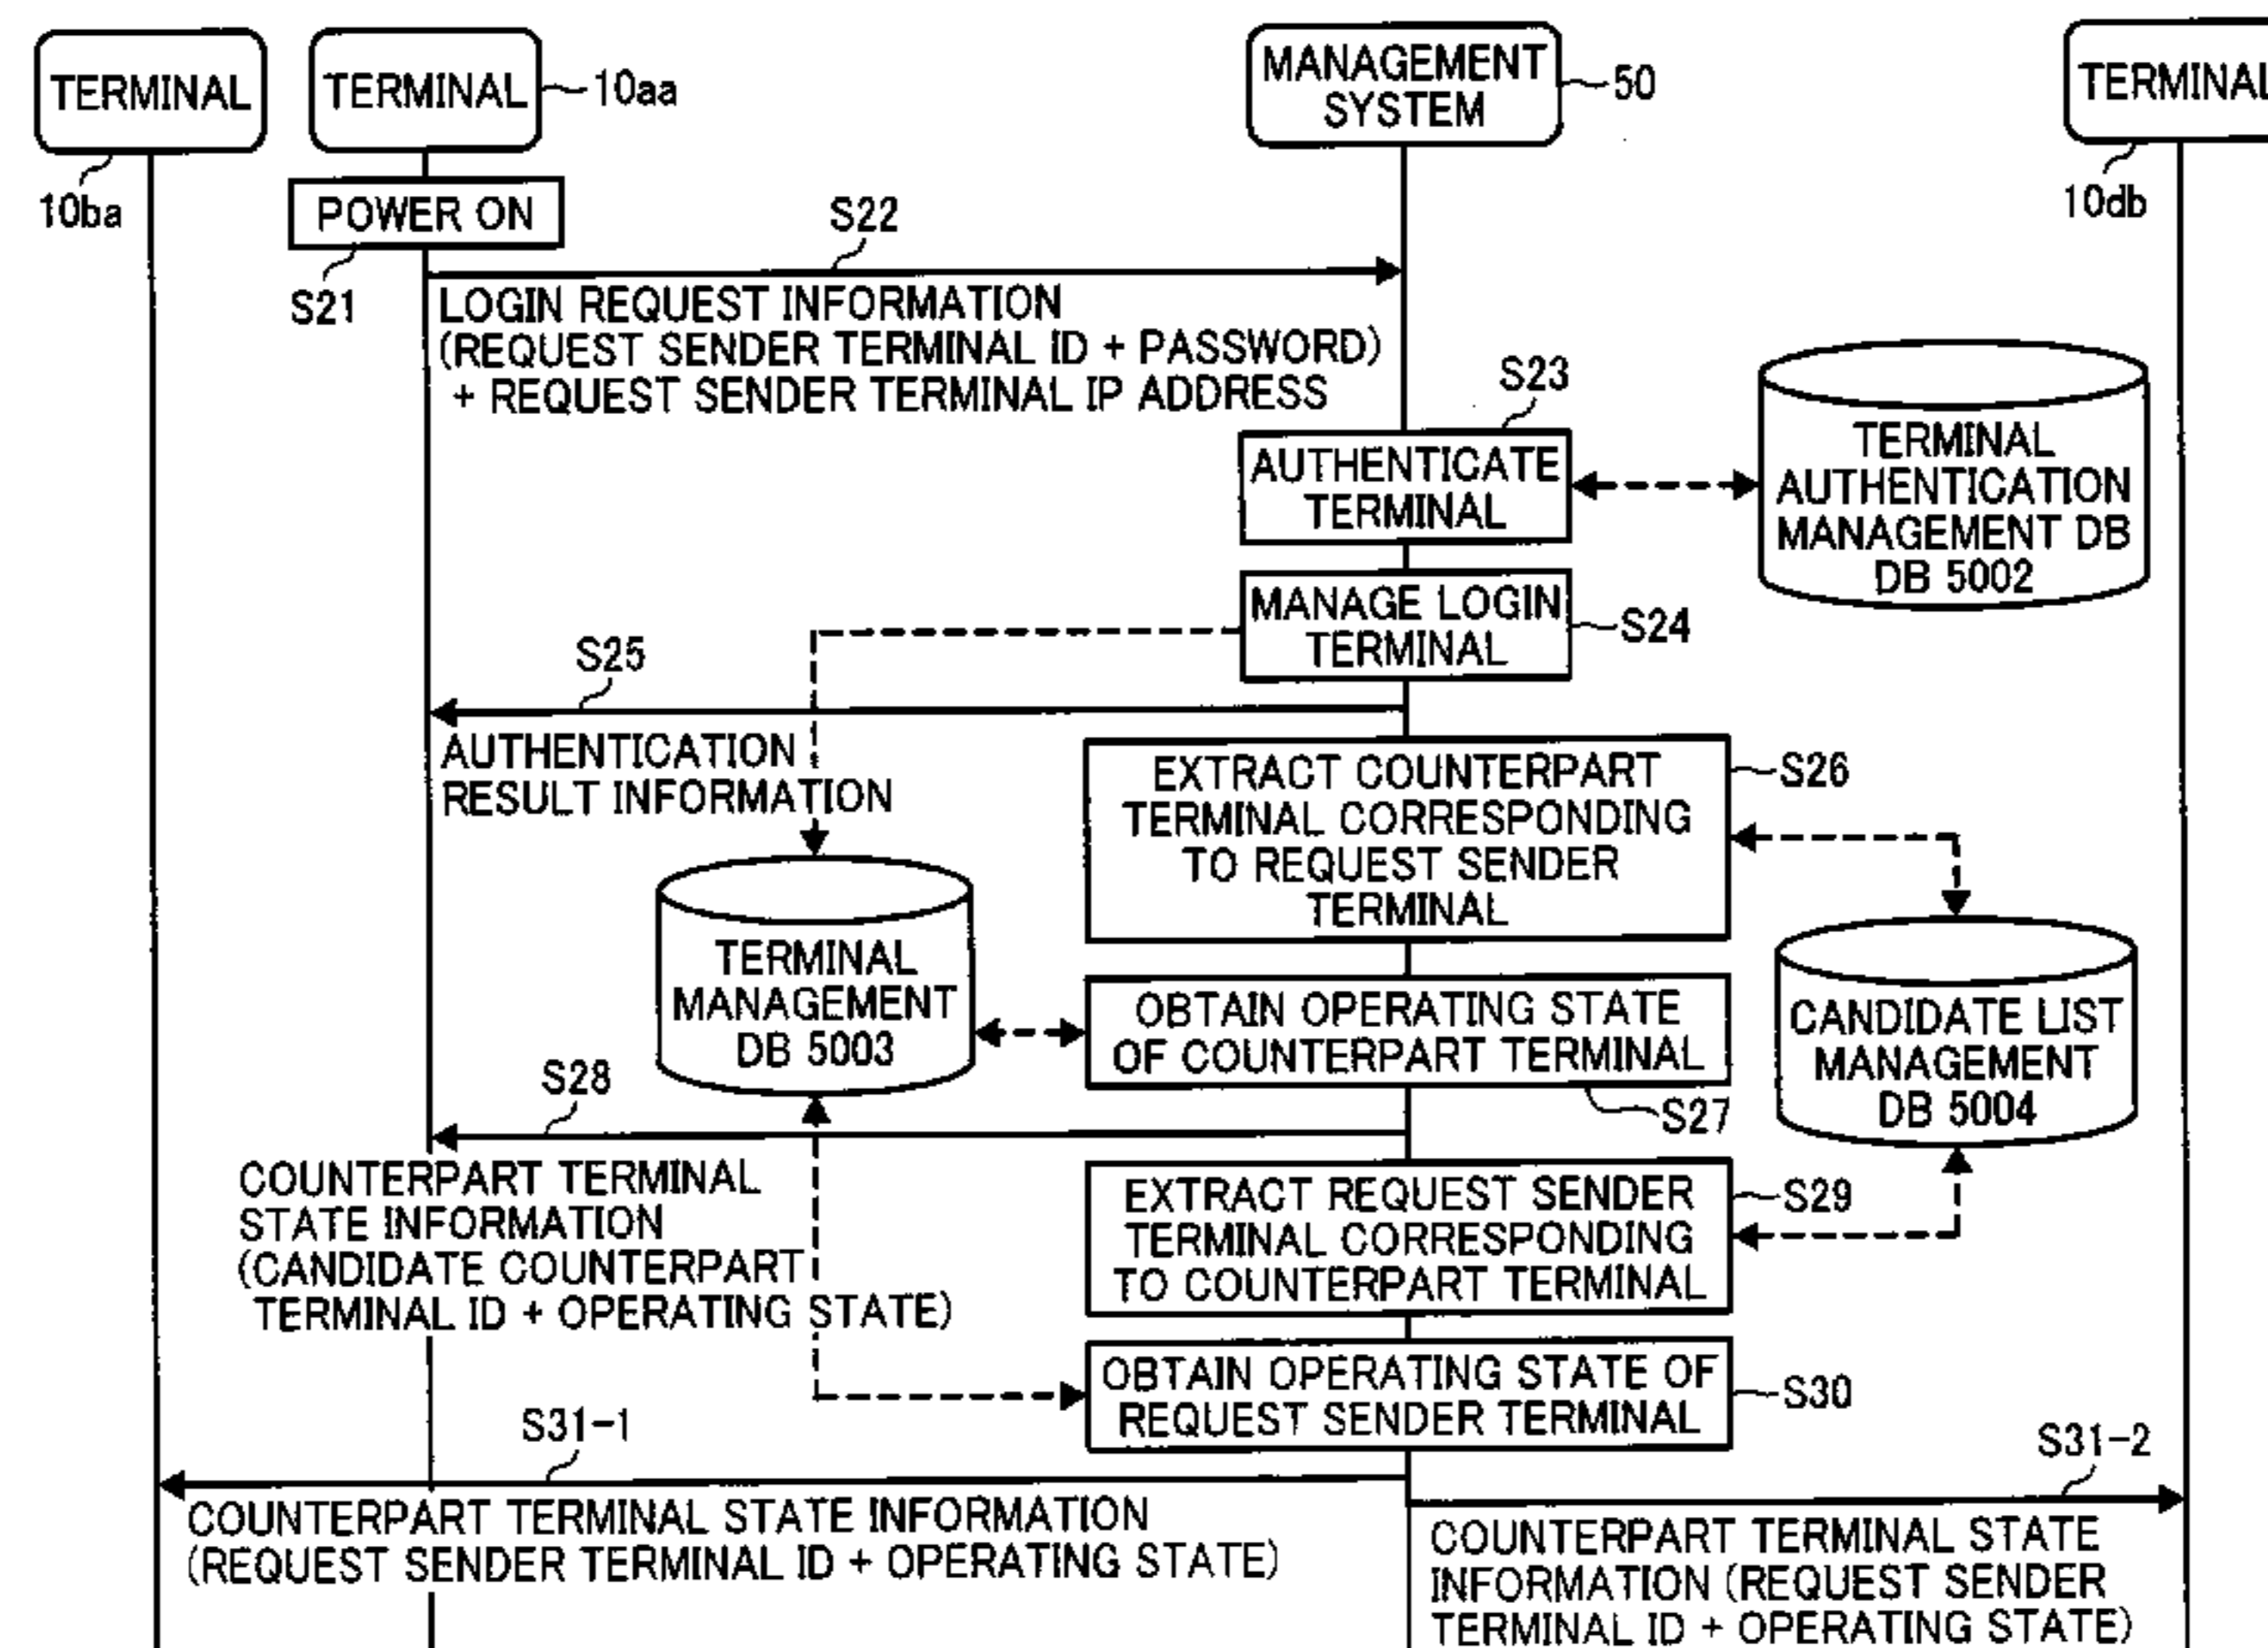 TERMINAL
10ba
TERMINAL
10aa
MANAGEMENT
SYSTEM
50
TERMINAL
10db
POWER ON
S21
S22
LOGIN REQUEST INFORMATION
(REQUEST SENDER TERMINAL ID + PASSWORD)
+ REQUEST SENDER TERMINAL IP ADDRESS
S23
AUTHENTICATE
TERMINAL
TERMINAL
AUTHENTICATION
MANAGEMENT DB
DB 5002
MANAGE LOGIN
TERMINAL
S24
S25
AUTHENTICATION
RESULT INFORMATION
EXTRACT COUNTERPART
TERMINAL CORRESPONDING
TO REQUEST SENDER
TERMINAL
S26
TERMINAL
MANAGEMENT
DB 5003
OBTAIN OPERATING STATE
OF COUNTERPART TERMINAL
S27
CANDIDATE LIST
MANAGEMENT
DB 5004
S28
COUNTERPART TERMINAL
STATE INFORMATION
(CANDIDATE COUNTERPART
TERMINAL ID + OPERATING STATE)
EXTRACT REQUEST SENDER
TERMINAL CORRESPONDING
TO COUNTERPART TERMINAL
S29
OBTAIN OPERATING STATE OF
REQUEST SENDER TERMINAL
S30
S31-1
COUNTERPART TERMINAL STATE INFORMATION
(REQUEST SENDER TERMINAL ID + OPERATING STATE)
S31-2
COUNTERPART TERMINAL STATE
INFORMATION (REQUEST SENDER
TERMINAL ID + OPERATING STATE)